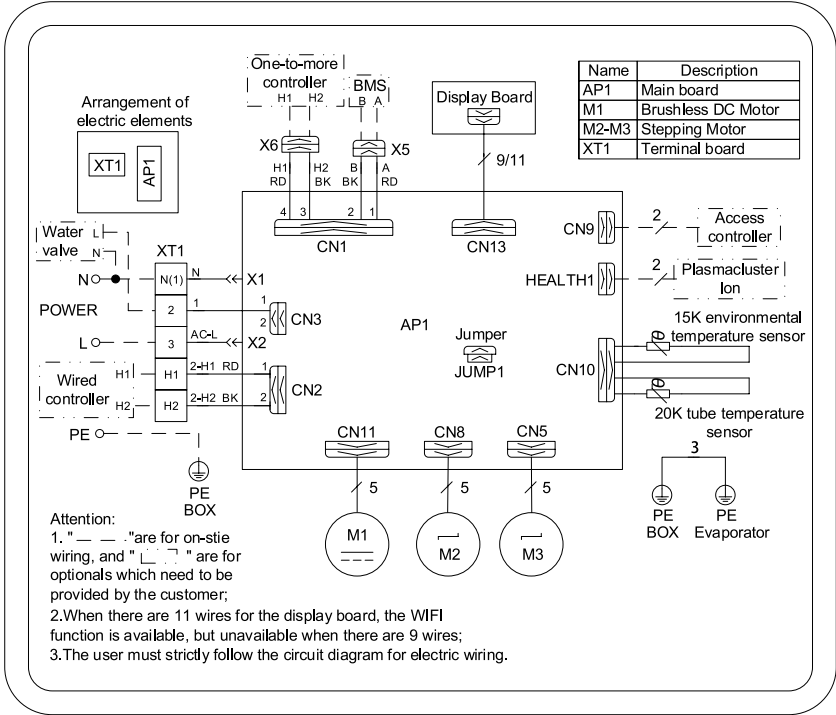 One-to-more
controller
H1 H2
BMS
B A
Display Board
Name Description
AP1 Main board
M1 Brushless DC Motor
M2-M3 Stepping Motor
XT1 Terminal board
Arrangement of
electric elements
XT1
AP1
X6
X5
H1 H2
RD BK
B A
BK RD
9/11
4 3 2 1
CN1
CN13
CN9
2
Access
controller
Water
valve
L
N
XT1
N
N(1)
N
X1
HEALTH1
2
Plasmacluster
Ion
POWER
2
1
1
2
CN3
AP1
Jumper
JUMP1
15K environmental
temperature sensor
θ
L
3
AC-L
X2
CN10
Wired
controller
H1
H2
H1
H2
2-H1 RD
2-H2 BK
1
2
CN2
θ
20K tube temperature
sensor
PE
PE
BOX
CN11
CN8
CN5
5
5
5
M1
M2
M3
3
PE
BOX
PE
Evaporator
Attention:
1. "— — ·"are for on-stie
wiring, and " " are for
optionals which need to be
provided by the customer;
2.When there are 11 wires for the display board, the WIFI
function is available, but unavailable when there are 9 wires;
3.The user must strictly follow the circuit diagram for electric wiring.